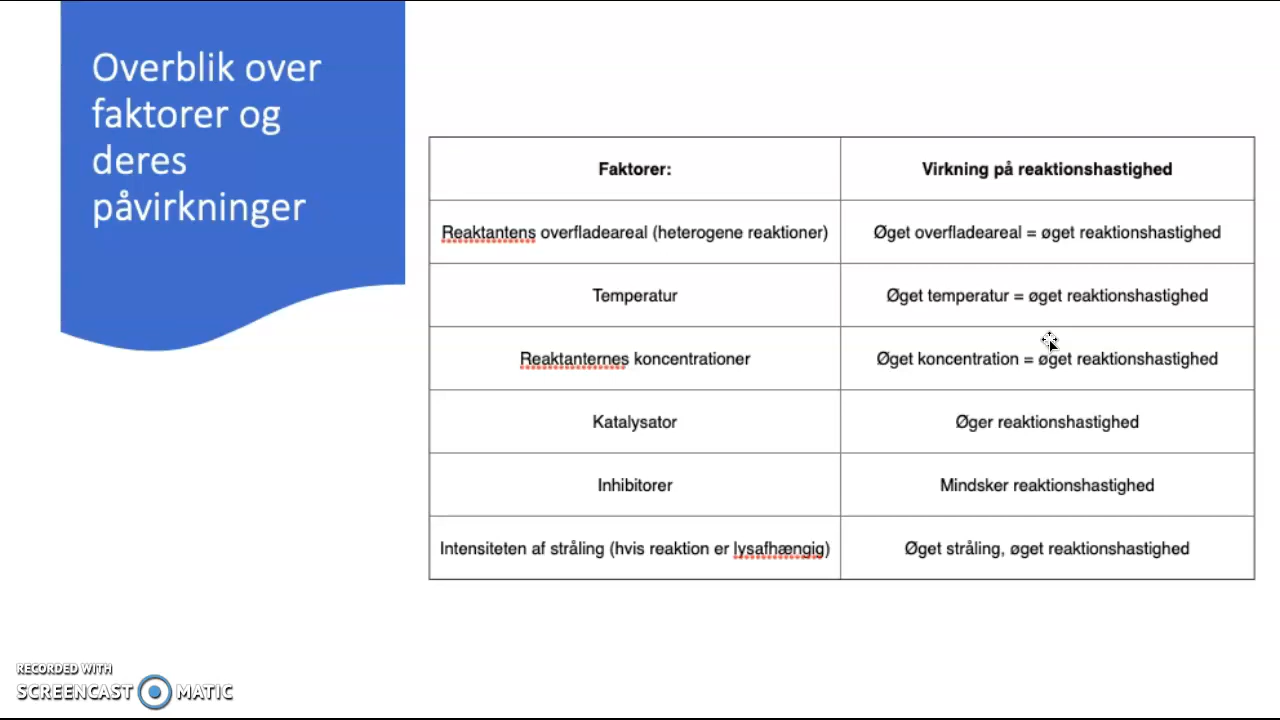 Overblik over
faktorer og
deres
påvirkninger
Faktorer:
Virkning på reaktionshastighed
Reaktantens overfladeareal (heterogene reaktioner)
Øget overfladeareal = øget reaktionshastighed
Temperatur
Øget temperatur = øget reaktionshastighed
Reaktanternes koncentrationer
Øget koncentration = øget reaktionshastighed
Katalysator
Øger reaktionshastighed
Inhibitorer
Mindsker reaktionshastighed
Intensiteten af stråling (hvis reaktion er lysafhængig)
Øget stråling, øget reaktionshastighed
RECORDED WITH
SCREENCAST MATIC